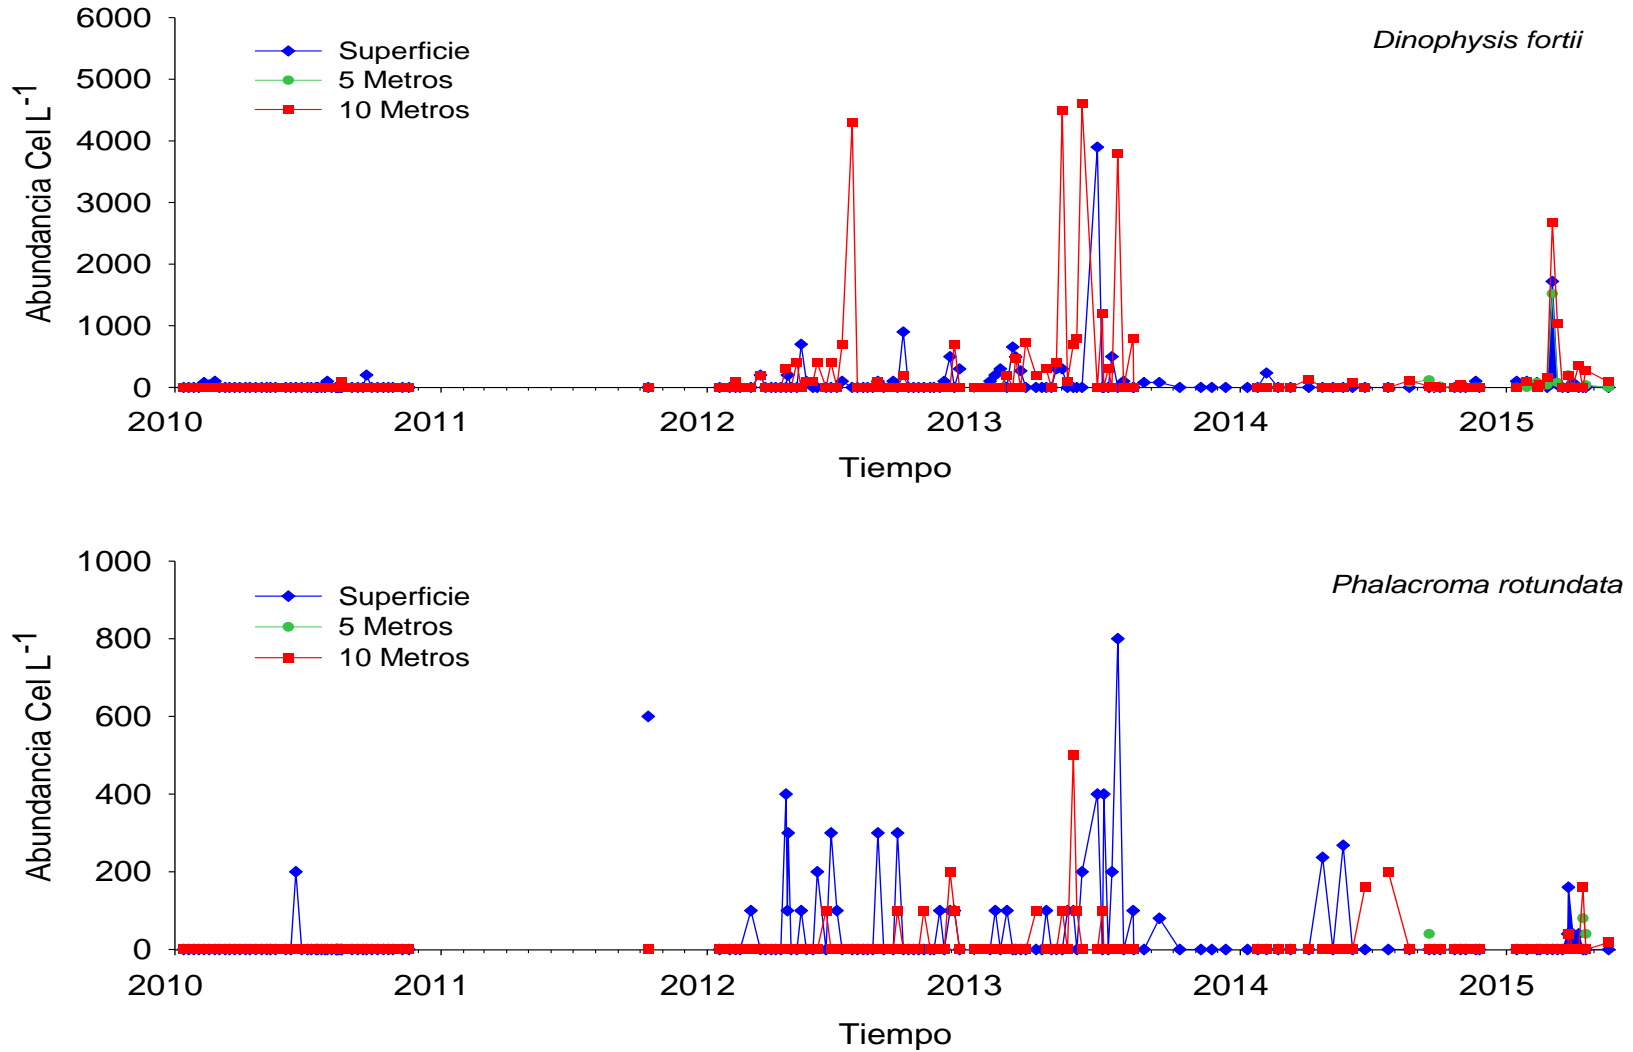 6000
5000
4000
3000
2000
1000
0
Abundancia Cel L-1
Superficie
5 Metros
10 Metros
Dinophysis fortii
2010 2011 2012 2013 2014 2015
Tiempo
1000
800
600
400
200
0
Abundancia Cel L-1
Superficie
5 Metros
10 Metros
Phalacroma rotundata
2010 2011 2012 2013 2014 2015
Tiempo